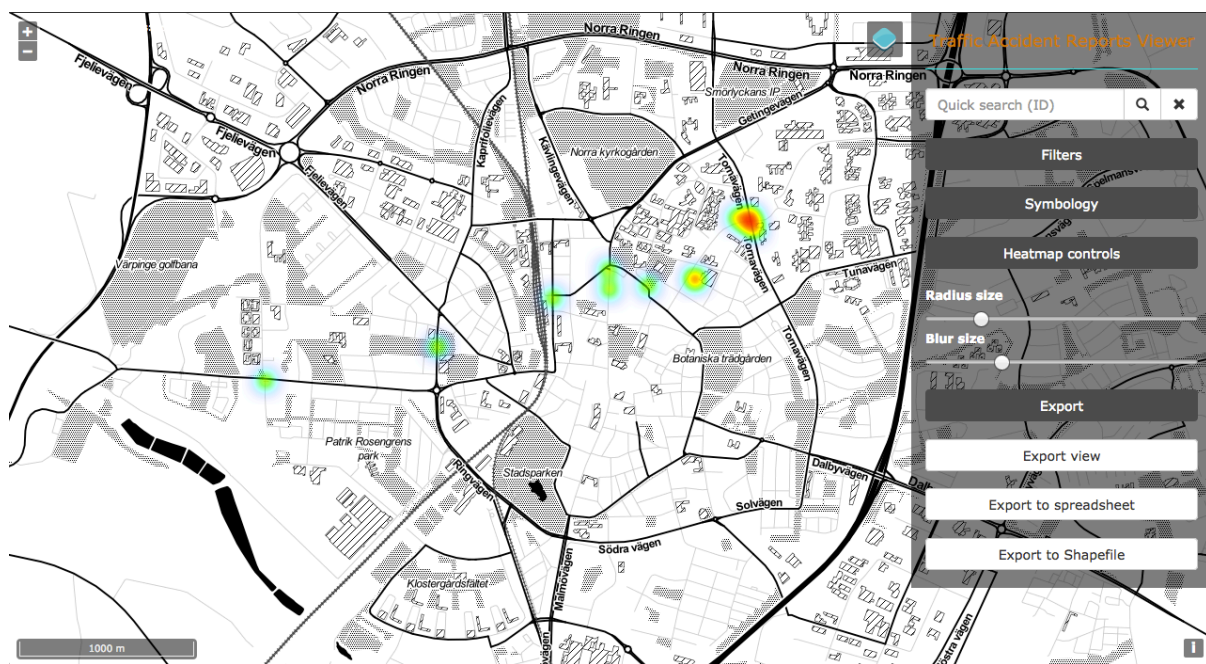 +
−
Norra Ringen
Traffic Accident Reports Viewer
Norra Ringen
Norra Ringen
Fjelievägen
Norra Ringen
Smörlyckans IP
Getingevägen
Quick search (ID)
Kaprifolievägen
Kävlingevägen
Fjelievägen
Norra kyrkogården
Tornavägen
Filters
Fjelievägen
Symbology
Tornavägen
Heatmap controls
Värpinge golfbana
Tunavägen
Radius size
Tornavägen
Blur size
Botaniska trädgården
Export
Patrik Rosengrens
park
Export view
Ringvägen
Stadsparken
Dalbyvägen
Solvägen
Export to spreadsheet
Södra vägen
Export to Shapefile
Klostergårdsfältet
Malmövägen
1000 m
i